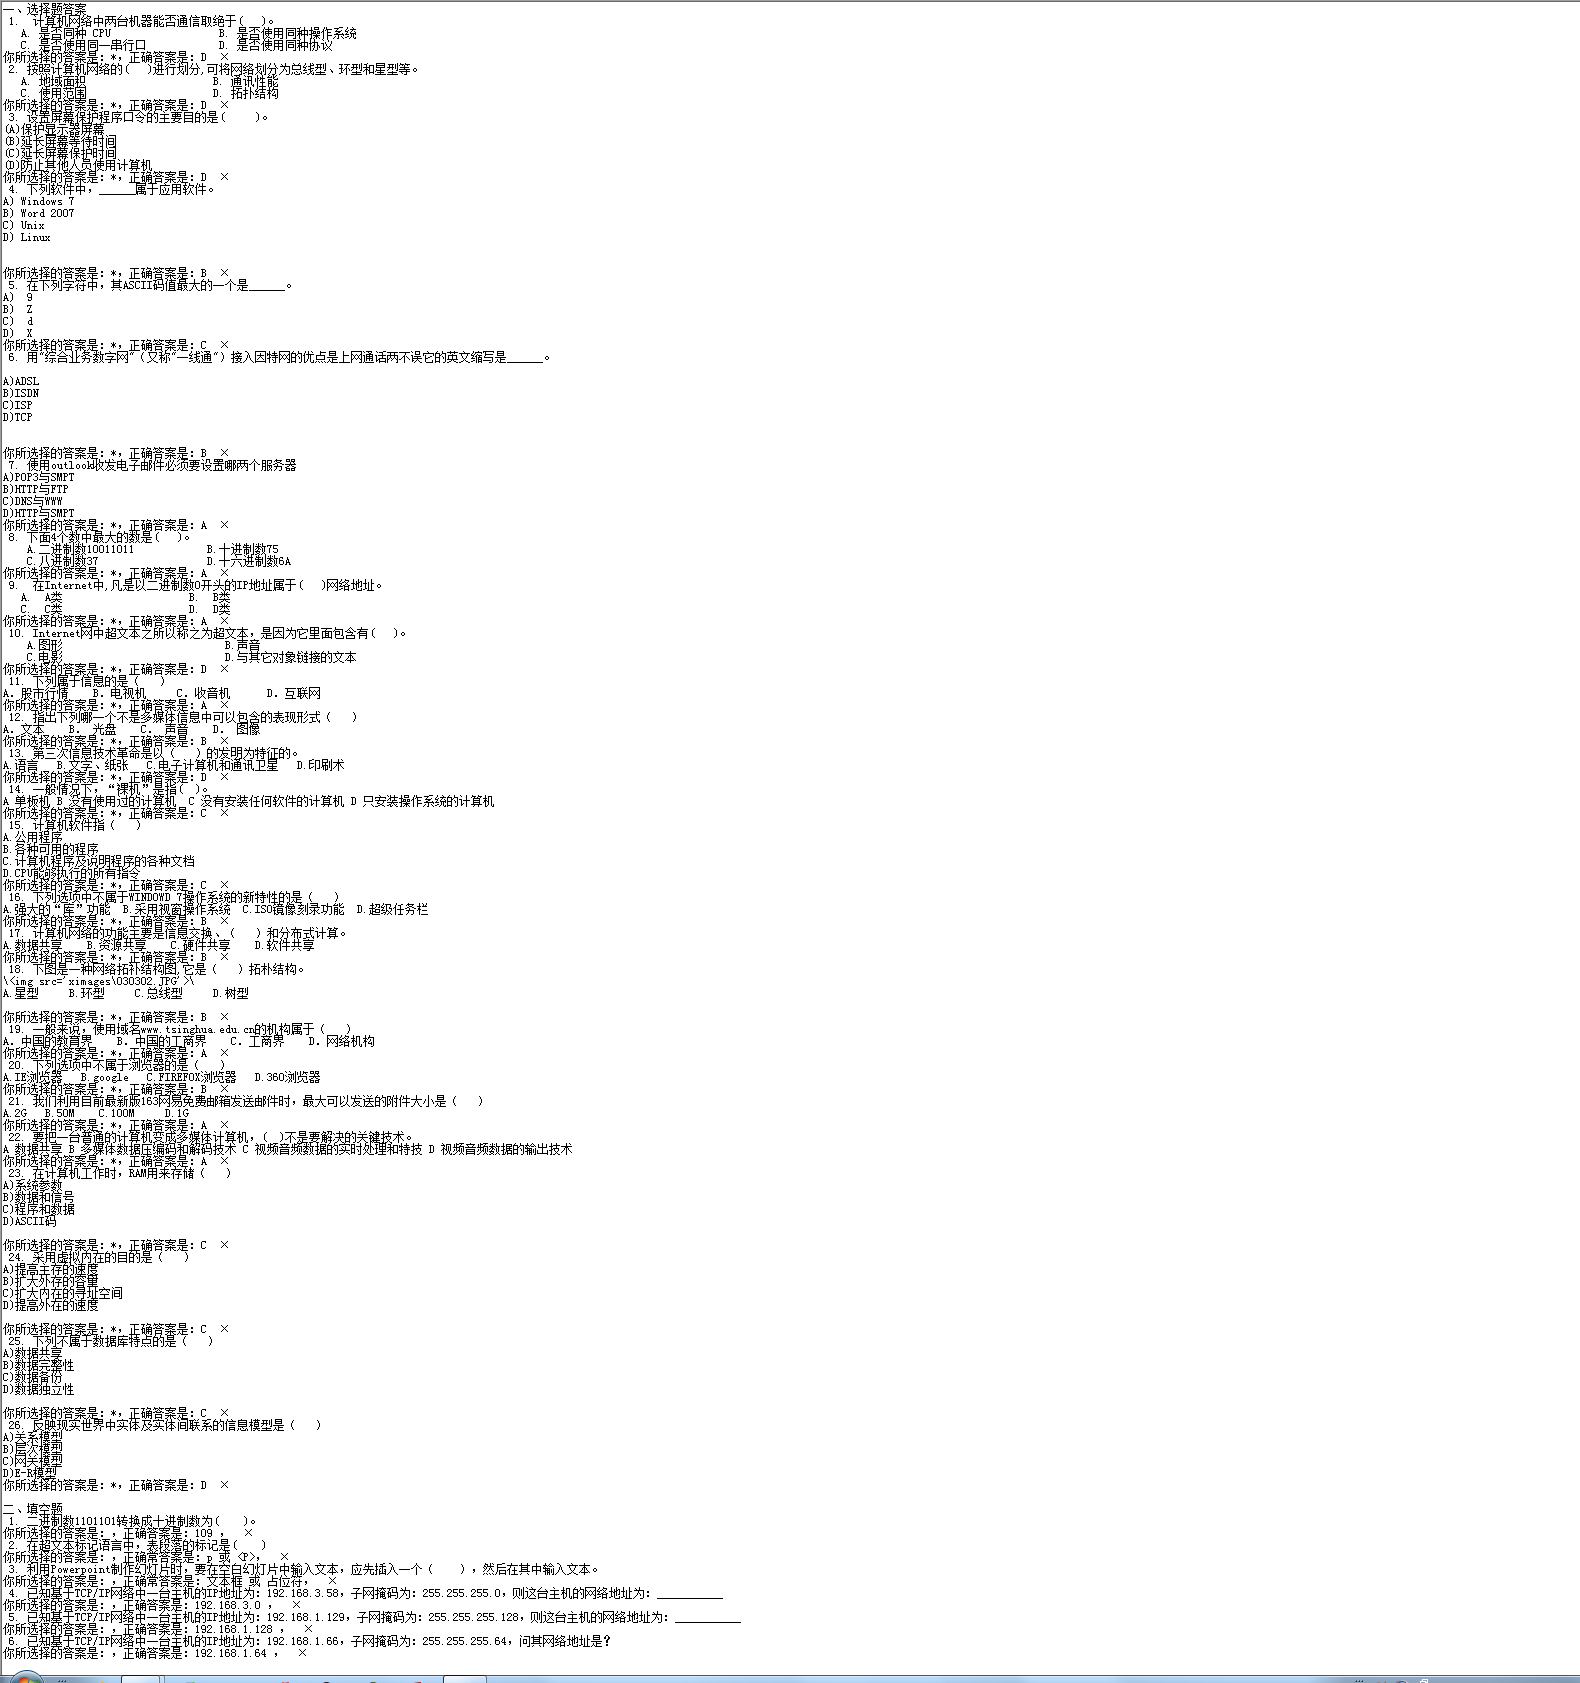 一、选择题答案
1.  计算机网络中两台机器能否通信取绝于(  )。
A. 是否同种 CPU                  B. 是否使用同种操作系统
C. 是否使用同一串行口            D. 是否使用同种协议
你所选择的答案是：*，正确答案是：D  ×
2. 按照计算机网络的(  )进行划分,可将网络划分为总线型、环型和星型等。
A. 地域面积                     B. 通讯性能
C. 使用范围                     D. 拓扑结构
你所选择的答案是：*，正确答案是：D  ×
3. 设置屏幕保护程序口令的主要目的是(    )。
(A)保护显示器屏幕
(B)延长屏幕等待时间
(C)延长屏幕保护时间
(D)防止其他人员使用计算机
你所选择的答案是：*，正确答案是：D  ×
4. 下列软件中，______属于应用软件。
A) Windows 7
B) Word 2007
C) Unix
D) Linux
你所选择的答案是：*，正确答案是：B  ×
5. 在下列字符中，其ASCII码值最大的一个是______。
A)  9
B)  Z
C)  d
D)  X
你所选择的答案是：*，正确答案是：C  ×
6. 用"综合业务数字网"（又称"一线通"）接入因特网的优点是上网通话两不误它的英文缩写是______。
A)ADSL
B)ISDN
C)ISP
D)TCP
你所选择的答案是：*，正确答案是：B  ×
7. 使用outlook收发电子邮件必须要设置哪两个服务器
A)POP3与SMPT
B)HTTP与FTP
C)DNS与WWW
D)HTTP与SMPT
你所选择的答案是：*，正确答案是：A  ×
8. 下面4个数中最大的数是(  )。
A.二进制数10011011            B.十进制数75
C.八进制数37                  D.十六进制数6A
你所选择的答案是：*，正确答案是：A  ×
9.  在Internet中,凡是以二进制数0开头的IP地址属于(  )网络地址。
A.  A类                     B.  B类
C.  C类                     D.  D类
你所选择的答案是：*，正确答案是：A  ×
10. Internet网中超文本之所以称之为超文本，是因为它里面包含有(  )。
A.图形                           B.声音
C.电影                           D.与其它对象链接的文本
你所选择的答案是：*，正确答案是：D  ×
11. 下列属于信息的是（   ）
A. 股市行情    B. 电视机     C. 收音机      D. 互联网
你所选择的答案是：*，正确答案是：A  ×
12. 指出下列哪一个不是多媒体信息中可以包含的表现形式（   ）
A. 文本    B.  光盘    C.  声音    D.  图像
你所选择的答案是：*，正确答案是：B  ×
13. 第三次信息技术革命是以（   ）的发明为特征的。
A.语言   B.文字、纸张   C.电子计算机和通讯卫星   D.印刷术
你所选择的答案是：*，正确答案是：D  ×
14. 一般情况下，“裸机”是指( )。
A 单板机 B 没有使用过的计算机  C 没有安装任何软件的计算机 D 只安装操作系统的计算机
你所选择的答案是：*，正确答案是：C  ×
15. 计算机软件指（   ）
A.公用程序
B.各种可用的程序
C.计算机程序及说明程序的各种文档
D.CPU能够执行的所有指令
你所选择的答案是：*，正确答案是：C  ×
16. 下列选项中不属于WINDOWD 7操作系统的新特性的是（   ）
A.强大的“库”功能  B.采用视窗操作系统  C.ISO镜像刻录功能  D.超级任务栏
你所选择的答案是：*，正确答案是：B  ×
17. 计算机网络的功能主要是信息交换、（   ）和分布式计算。
A.数据共享    B.资源共享    C.硬件共享    D.软件共享
你所选择的答案是：*，正确答案是：B  ×
18. 下图是一种网络拓补结构图,它是（   ）拓朴结构。
\<img src='ximages\030302.JPG'>\
A.星型     B.环型     C.总线型     D.树型
你所选择的答案是：*，正确答案是：B  ×
19. 一般来说，使用域名www.tsinghua.edu.cn的机构属于（   ）
A. 中国的教育界    B. 中国的工商界    C. 工商界    D. 网络机构
你所选择的答案是：*，正确答案是：A  ×
20. 下列选项中不属于浏览器的是（   ）
A.IE浏览器   B.google   C.FIREFOX浏览器   D.360浏览器
你所选择的答案是：*，正确答案是：B  ×
21. 我们利用目前最新版163网易免费邮箱发送邮件时，最大可以发送的附件大小是（   ）
A.2G   B.50M    C.100M     D.1G
你所选择的答案是：*，正确答案是：A  ×
22. 要把一台普通的计算机变成多媒体计算机，( )不是要解决的关键技术。
A 数据共享 B 多媒体数据压编码和解码技术 C 视频音频数据的实时处理和特技 D 视频音频数据的输出技术
你所选择的答案是：*，正确答案是：A  ×
23. 在计算机工作时，RAM用来存储（   ）
A)系统参数
B)数据和信号
C)程序和数据
D)ASCII码
你所选择的答案是：*，正确答案是：C  ×
24. 采用虚拟内在的目的是（   ）
A)提高主存的速度
B)扩大外存的容量
C)扩大内在的寻址空间
D)提高外在的速度
你所选择的答案是：*，正确答案是：C  ×
25. 下列不属于数据库特点的是（   ）
A)数据共享
B)数据完整性
C)数据备份
D)数据独立性
你所选择的答案是：*，正确答案是：C  ×
26. 反映现实世界中实体及实体间联系的信息模型是（   ）
A)关系模型
B)层次模型
C)网关模型
D)E-R模型
你所选择的答案是：*，正确答案是：D  ×
二、填空题
1. 二进制数1101101转换成十进制数为(    )。
你所选择的答案是：，正确答案是：109 ，  ×
2. 在超文本标记语言中，表段落的标记是(    )
你所选择的答案是：，正确常答案是：p 或 <P>，  ×
3. 利用Powerpoint制作幻灯片时，要在空白幻灯片中输入文本，应先插入一个（    ），然后在其中输入文本。
你所选择的答案是：，正确常答案是：文本框 或 占位符，  ×
4. 已知基于TCP/IP网络中一台主机的IP地址为：192.168.3.58，子网掩码为：255.255.255.0，则这台主机的网络地址为：___________
你所选择的答案是：，正确答案是：192.168.3.0 ，  ×
5. 已知基于TCP/IP网络中一台主机的IP地址为：192.168.1.129，子网掩码为：255.255.255.128，则这台主机的网络地址为：___________
你所选择的答案是：，正确答案是：192.168.1.128 ，  ×
6. 已知基于TCP/IP网络中一台主机的IP地址为：192.168.1.66，子网掩码为：255.255.255.64，问其网络地址是？
你所选择的答案是：，正确答案是：192.168.1.64 ，  ×